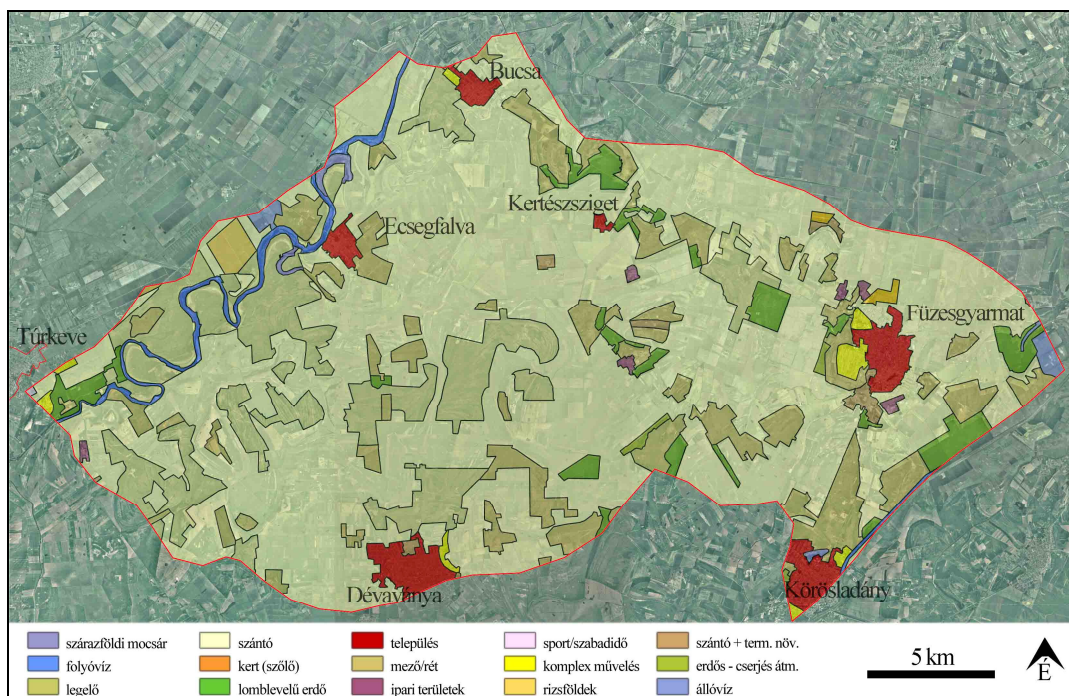 Bucsa
Kertészsziget
Ecsegfalva
Túrkeve
Füzesgyarmat
Dévaványa
Körösladány
szárazföldi mocsár
szántó
település
sport/szabadidő
szántó + term. növ.
folyóvíz
kert (szőlő)
mező/rét
komplex művelés
erdős - cserjés átm.
legelő
lomblevelű erdő
ipari területek
rizsföldek
állóvíz
5 km
É